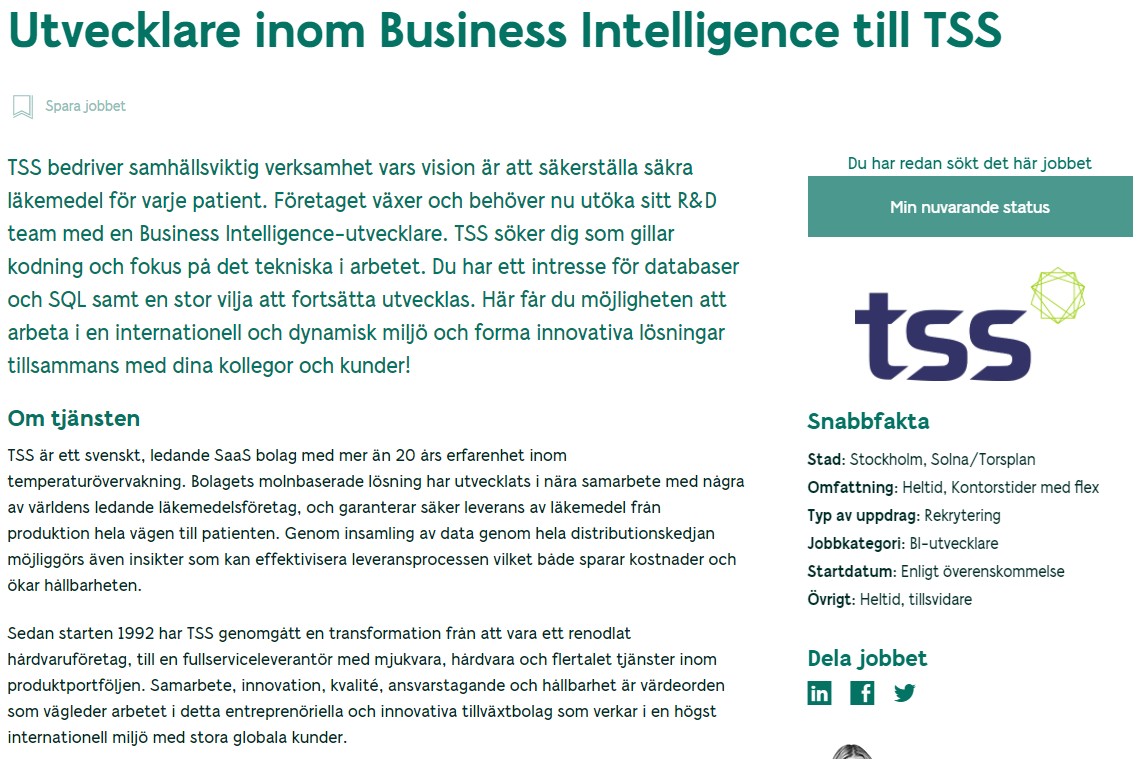 Utvecklare inom Business Intelligence till TSS
Spara jobbet
TSS bedriver samhällsviktig verksamhet vars vision är att säkerställa säkra
läkemedel för varje patient. Företaget växer och behöver nu utöka sitt R&D
team med en Business Intelligence-utvecklare. TSS söker dig som gillar
kodning och fokus på det tekniska i arbetet. Du har ett intresse för databaser
och SQL samt en stor vilja att fortsätta utvecklas. Här får du möjligheten att
arbeta i en internationell och dynamisk miljö och forma innovativa lösningar
tillsammans med dina kollegor och kunder!
Om tjänsten
TSS är ett svenskt, ledande SaaS bolag med mer än 20 års erfarenhet inom
temperaturövervakning. Bolagets molnbaserade lösning har utvecklats i nära samarbete med några
av världens ledande läkemedelsföretag, och garanterar säker leverans av läkemedel från
produktion hela vägen till patienten. Genom insamling av data genom hela distributionskedjan
möjliggörs även insikter som kan effektivisera leveransprocessen vilket både sparar kostnader och
ökar hållbarheten.
Sedan starten 1992 har TSS genomgått en transformation från att vara ett renodlat
hårdvaruföretag, till en fullserviceleverantör med mjukvara, hårdvara och flertalet tjänster inom
produktportföljen. Samarbete, innovation, kvalité, ansvarstagande och hållbarhet är värdeorden
som vägleder arbetet i detta entreprenöriella och innovativa tillväxtbolag som verkar i en högst
internationell miljö med stora globala kunder.
Du har redan sökt det här jobbet
Min nuvarande status
tss
Snabbfakta
Stad: Stockholm, Solna/Torsplan
Omfattning: Heltid, Kontorstider med flex
Typ av uppdrag: Rekrytering
Jobbkategori: BI-utvecklare
Startdatum: Enligt överenskommelse
Övrigt: Heltid, tillsvidare
Dela jobbet